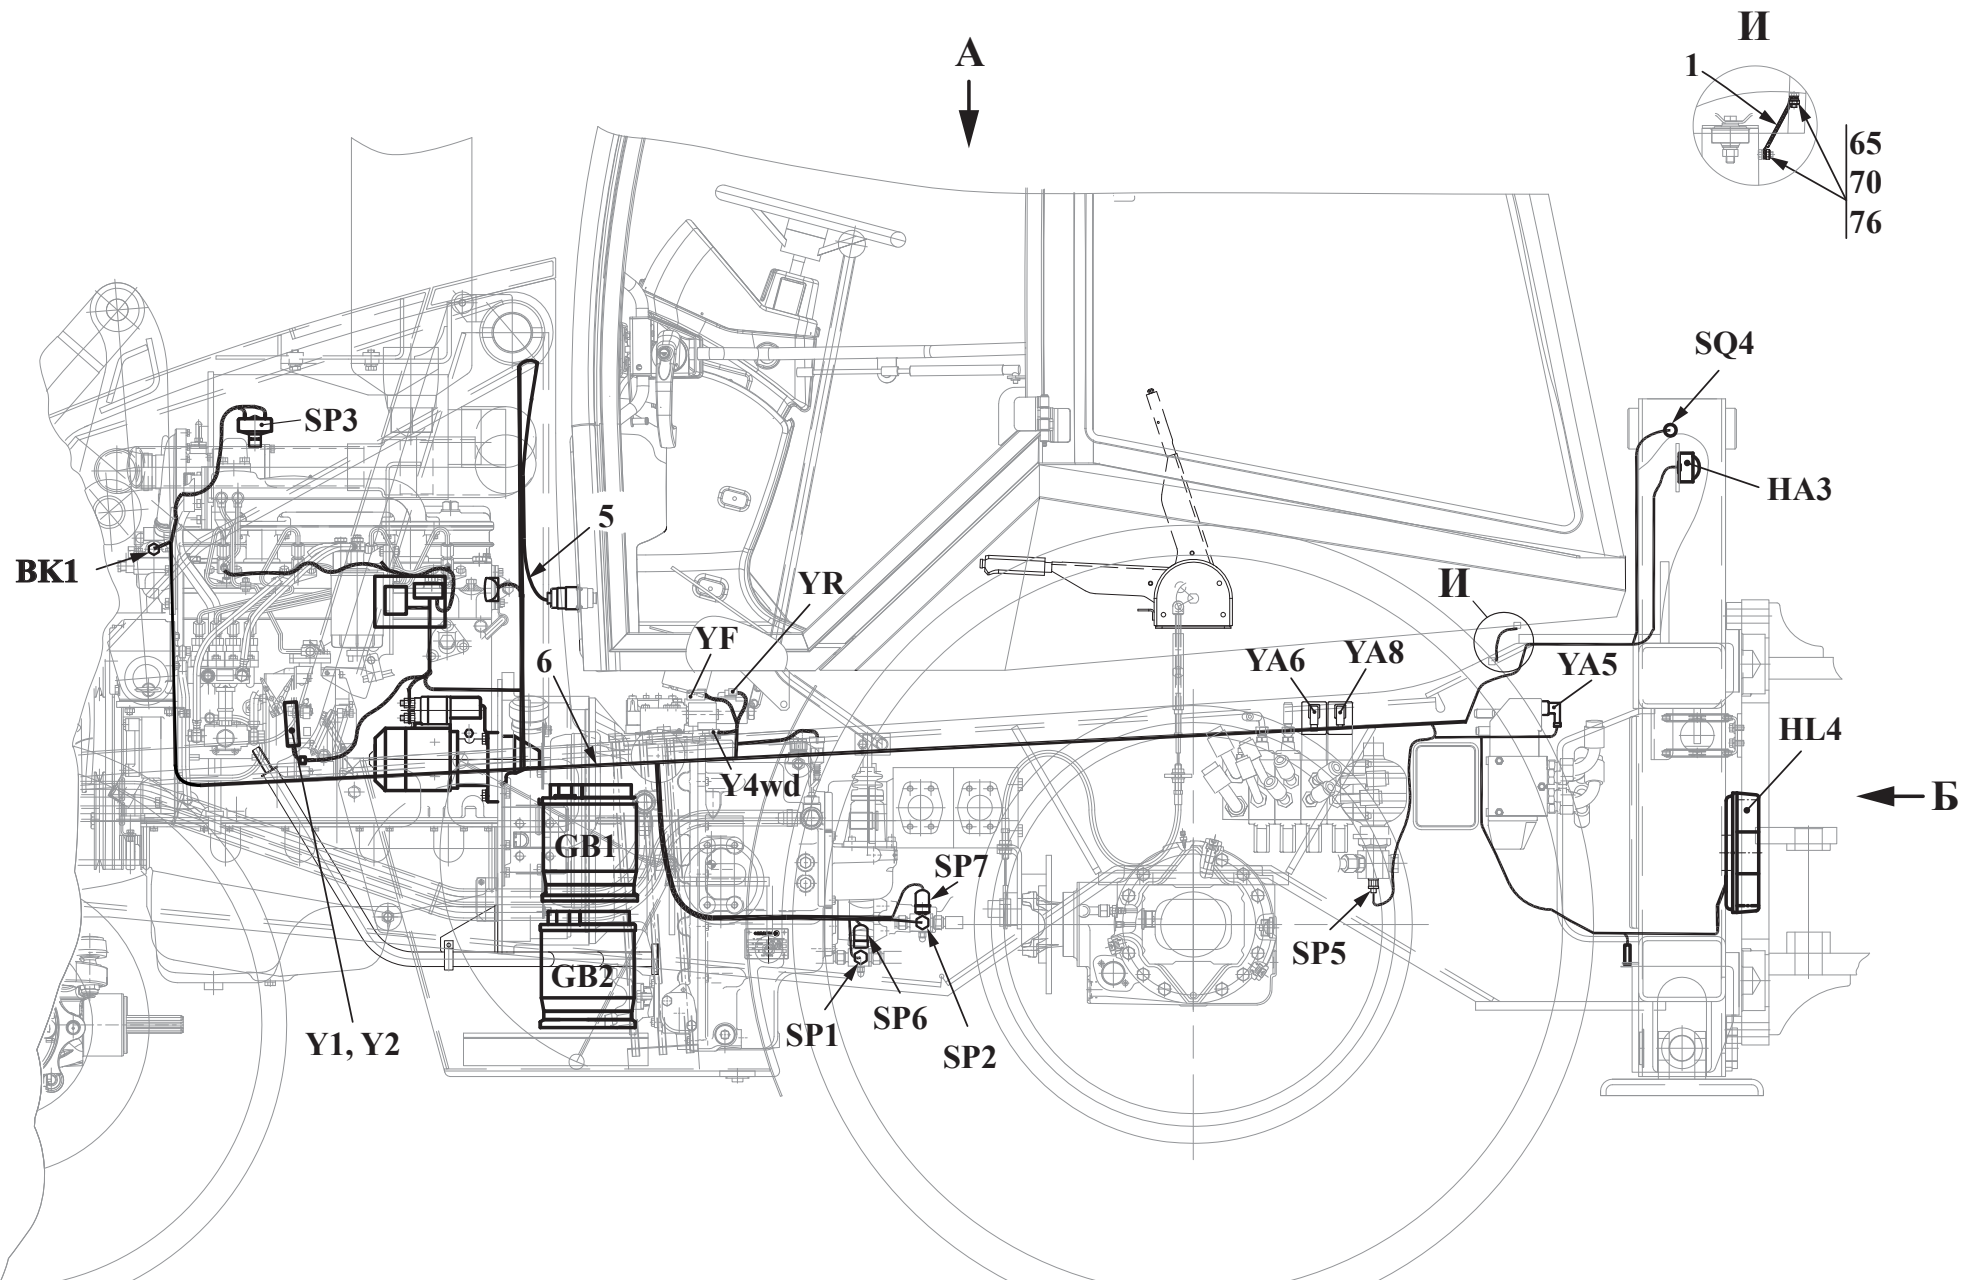 А
И
1
65
70
76
SQ4
HA3
SP3
BK1
5
YR
И
YF
6
YA6
YA8
YA5
HL4
Б
Y4wd
GB1
SP7
SP5
GB2
SP6
SP1
SP2
Y1, Y2